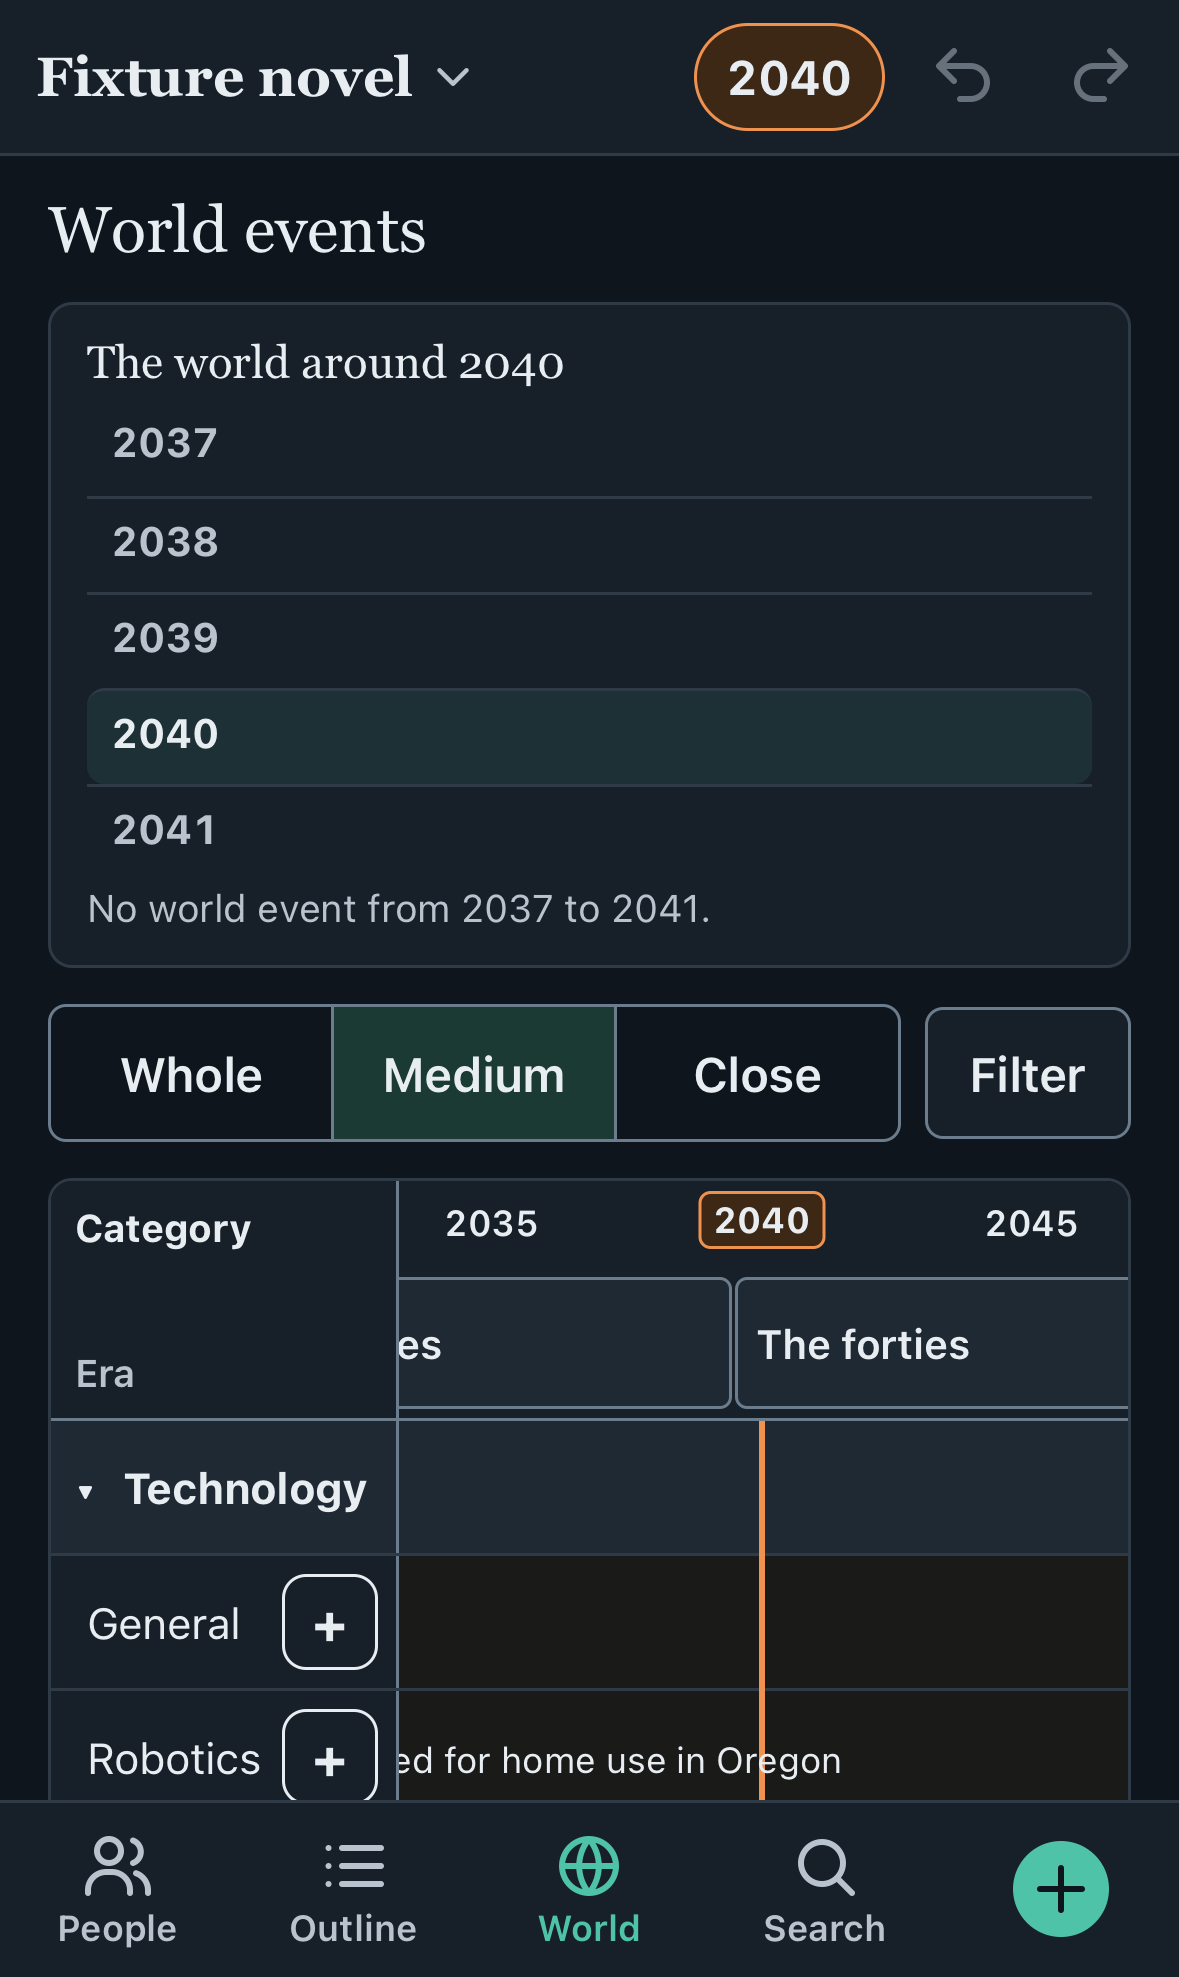 Fixture novel
2040
World events
The world around 2040
2037
2038
2039
2040
2041
No world event from 2037 to 2041.
Whole Medium Close Filter
Category 2035 2040 2045
es The forties
Era
Technology
General +
Robotics + ed for home use in Oregon
People Outline World Search